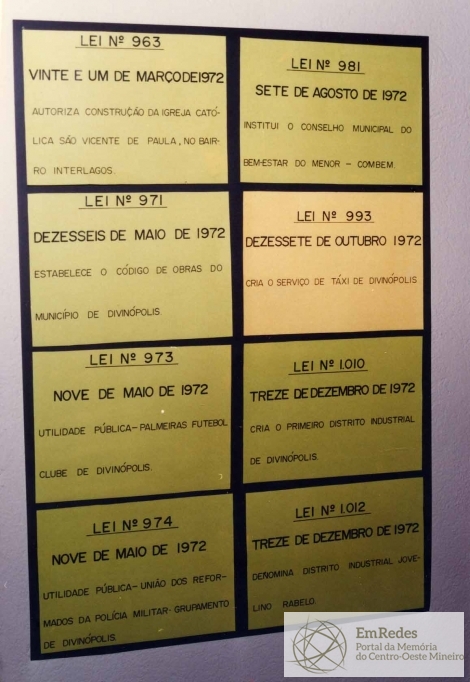 LEI Nº 963
VINTE E UM DE MARÇO DE 1972
AUTORIZA CONSTRUÇÃO DA IGREJA CATÓ-
LICA SÃO VICENTE DE PAULA, NO BAIR-
RO INTERLAGOS.
LEI Nº 971
DEZESSEIS DE MAIO DE 1972
ESTABELECE O CÓDIGO DE OBRAS DO
MUNICÍPIO DE DIVINÓPOLIS.
LEI Nº 973
NOVE DE MAIO DE 1972
UTILIDADE PÚBLICA - PALMEIRAS FUTEBOL
CLUBE DE DIVINÓPOLIS.
LEI Nº 974
NOVE DE MAIO DE 1972
UTILIDADE PÚBLICA - UNIÃO DOS REFOR-
MADOS DA POLÍCIA MILITAR - GRUPAMENTO
DE DIVINÓPOLIS.
LEI Nº 981
SETE DE AGOSTO DE 1972
INSTITUI O CONSELHO MUNICIPAL DO
BEM-ESTAR DO MENOR - COMBEM.
LEI Nº 993
DEZESSETE DE OUTUBRO 1972
CRIA O SERVIÇO DE TÁXI DE DIVINÓPOLIS
LEI Nº 1.010
TREZE DE DEZEMBRO DE 1972
CRIA O PRIMEIRO DISTRITO INDUSTRIAL
DE DIVINÓPOLIS.
LEI Nº 1.012
TREZE DE DEZEMBRO DE 1972
DENOMINA DISTRITO INDUSTRIAL JOVE-
LINO RABELO.
EmRedes
Portal da Memória
do Centro-Oeste Mineiro